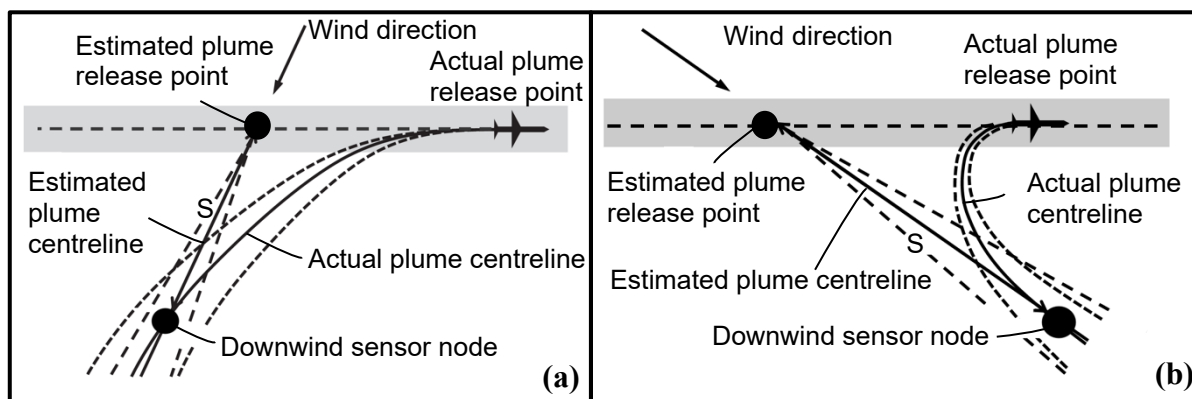 Estimated plume
release point
Wind direction
Actual plume
release point
Estimated
plume
centreline
S
Actual plume centreline
Downwind sensor node
(a)
Wind direction
Actual plume
release point
Estimated plume
release point
Actual plume
centreline
S
Estimated plume centreline
Downwind sensor node
(b)